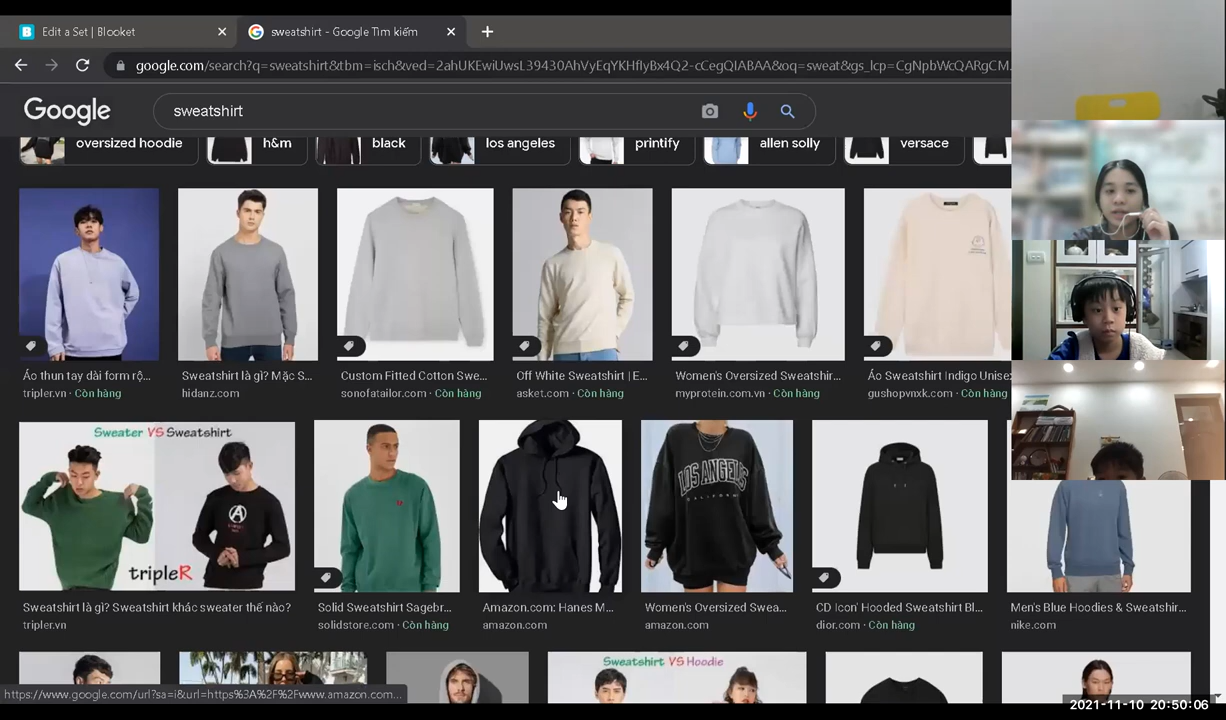 Edit a Set | Blooket
sweatshirt - Google Tìm kiếm
google.com/search?q=sweatshirt&tbm=isch&ved=2ahUKEwiUwsL39430AhVyEqYKHflyBx4Q2-cCegQIABAA&oq=sweat&gs_lcp=CgNpbWcQARgCM
Google
sweatshirt
oversized hoodie
h&m
black
los angeles
printify
allen solly
versace
Áo thun tay dài form rộ...
tripler.vn · Còn hàng
Sweatshirt là gì? Mặc S...
hidanz.com
Custom Fitted Cotton Swe...
sonofatailor.com · Còn hàng
Off White Sweatshirt | E...
asket.com · Còn hàng
Women's Oversized Sweatshir...
myprotein.com.vn · Còn hàng
Áo Sweatshirt Indigo Unise
gushopvnxk.com · Còn hàng
Sweater VS Sweatshirt
tripleR
LOS ANGELES
CALIFORNIA
Sweatshirt là gì? Sweatshirt khác sweater thế nào?
tripler.vn
Solid Sweatshirt Sagebr...
solidstore.com · Còn hàng
Amazon.com: Hanes M...
amazon.com
Women's Oversized Swea...
amazon.com
CD Icon' Hooded Sweatshirt Bl...
dior.com · Còn hàng
Men's Blue Hoodies & Sweatshir...
nike.com
Sweatshirt VS Hoodie
https://www.google.com/url?sa=i&url=https%3A%2F%2Fwww.amazon.com...
2021-11-10 20:50:06